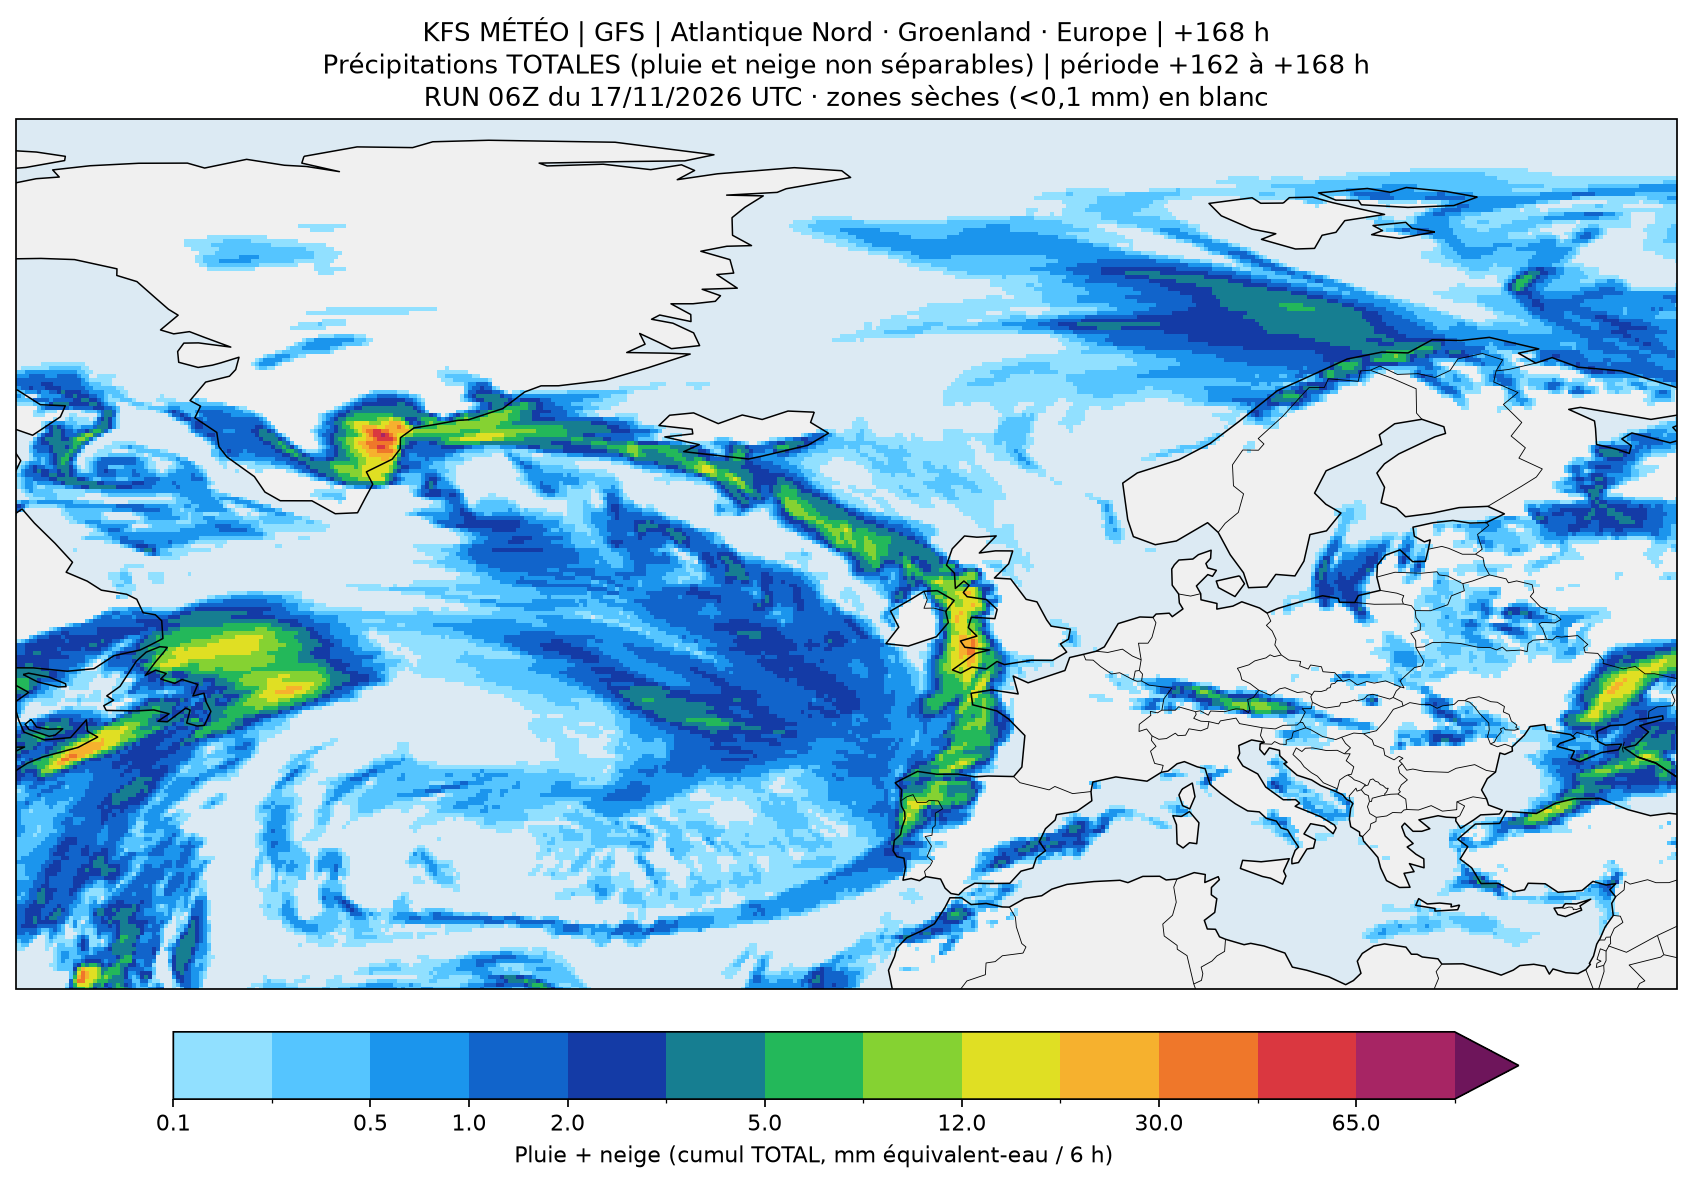 KFS MÉTÉO | GFS | Atlantique Nord · Groenland · Europe | +168 h
Précipitations TOTALES (pluie et neige non séparables) | période +162 à +168 h
RUN 06Z du 17/11/2026 UTC · zones sèches (<0,1 mm) en blanc
0.1 0.5 1.0 2.0 5.0 12.0 30.0 65.0
Pluie + neige (cumul TOTAL, mm équivalent-eau / 6 h)